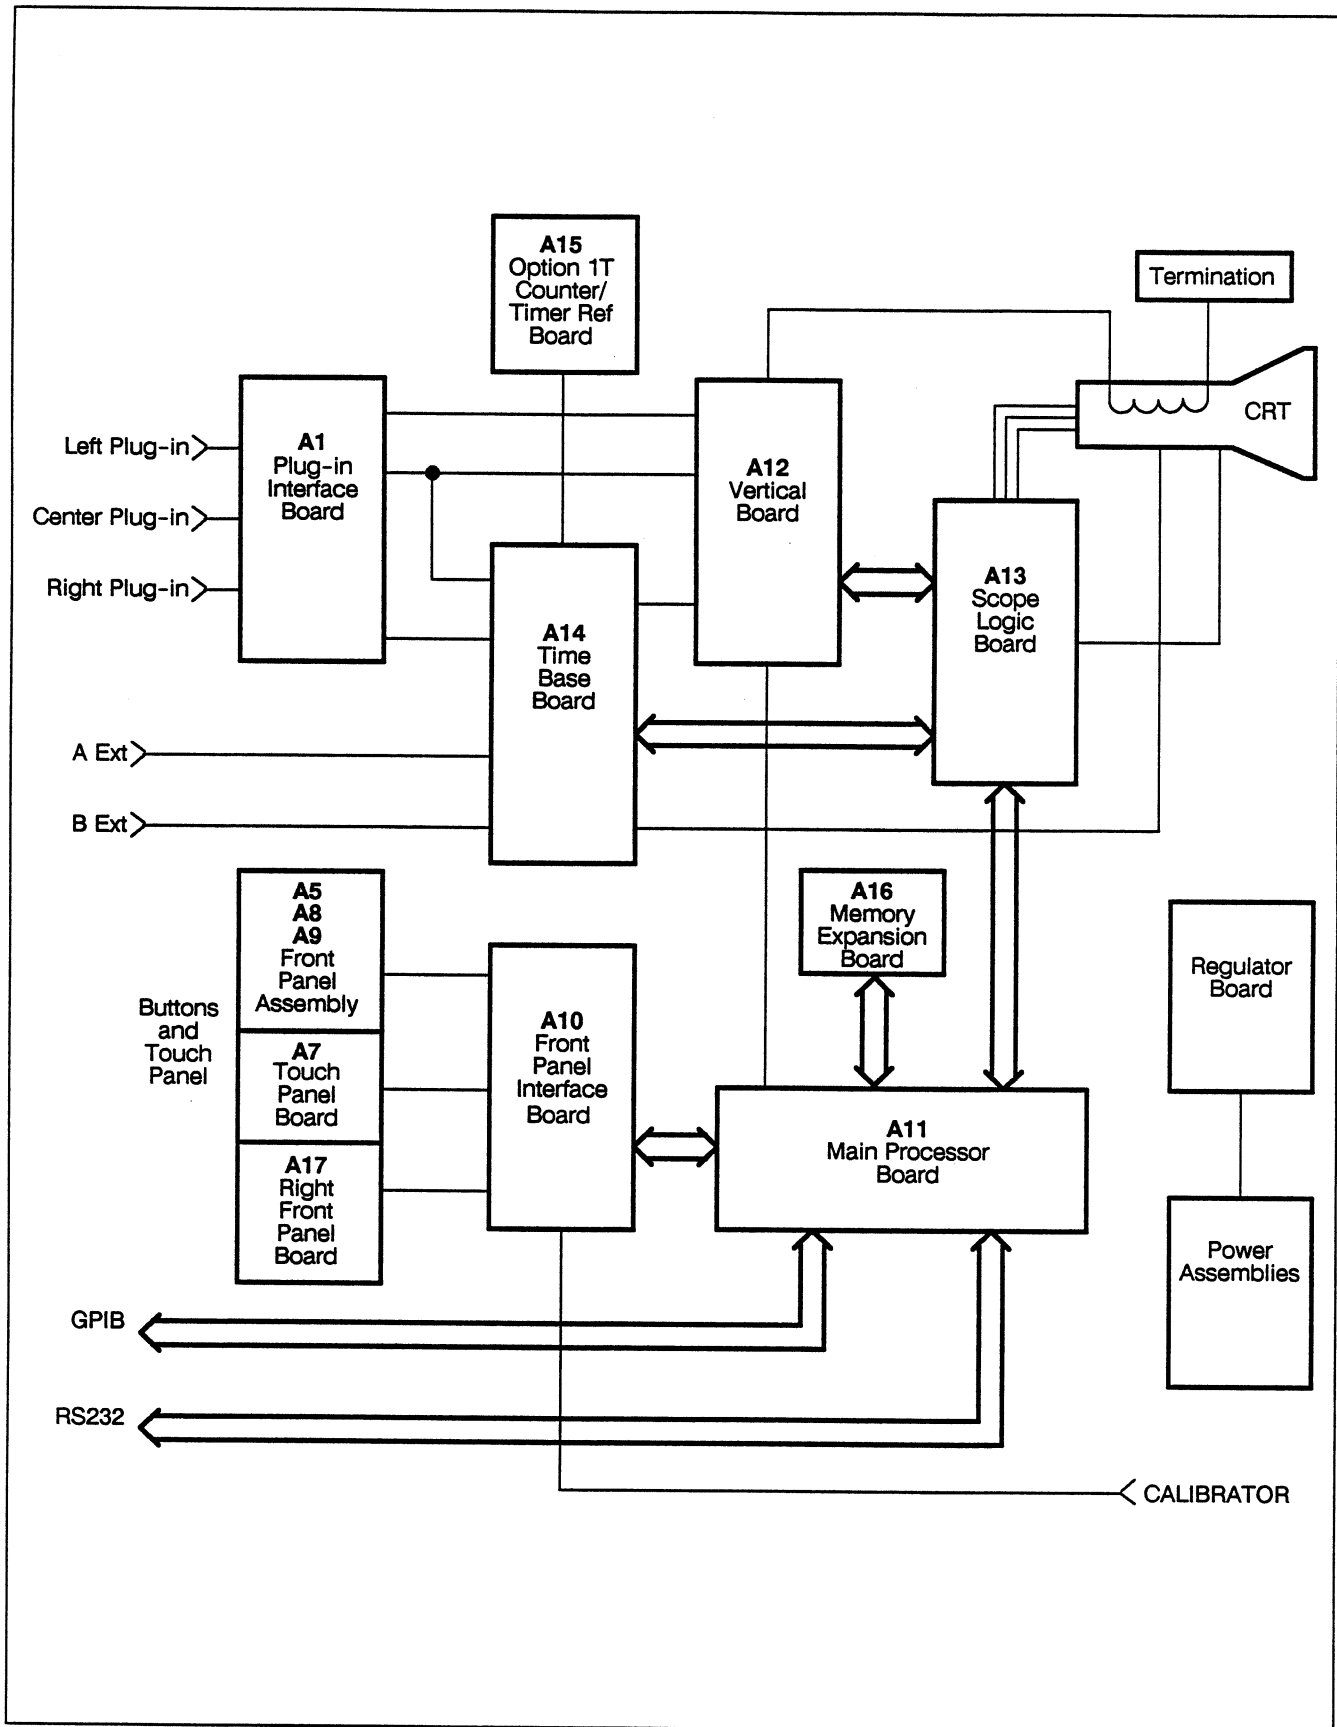 A15
Option 1T
Counter/
Timer Ref
Board
Termination
CRT
A1
Plug-in
Interface
Board
Left Plug-in
Center Plug-in
Right Plug-in
A12
Vertical
Board
A13
Scope
Logic
Board
A14
Time
Base
Board
A Ext
B Ext
A5
A8
A9
Front
Panel
Assembly
Buttons
and
Touch
Panel
A7
Touch
Panel
Board
A17
Right
Front
Panel
Board
A10
Front
Panel
Interface
Board
A16
Memory
Expansion
Board
A11
Main Processor
Board
Regulator
Board
Power
Assemblies
GPIB
RS232
CALIBRATOR